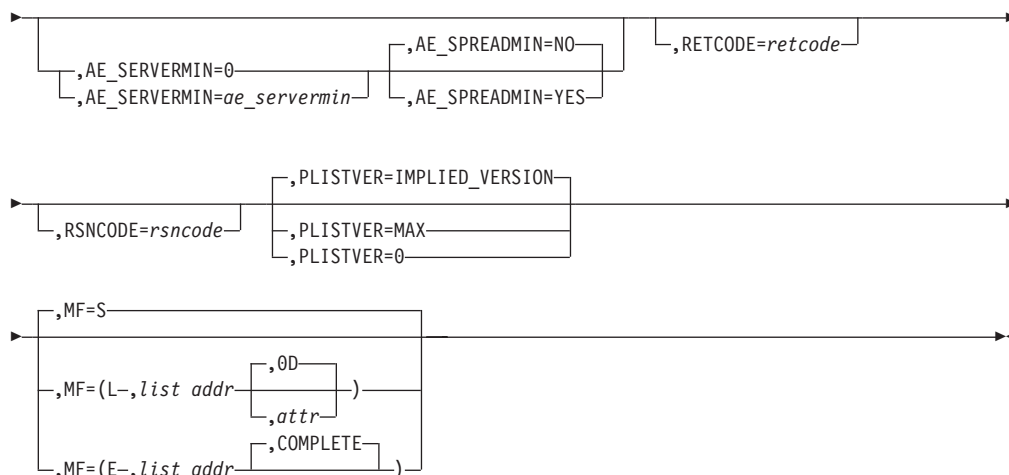 ,AE_SPREADMIN=NO ,RETCODE=retcode
,AE_SERVERMIN=0
,AE_SERVERMIN=ae_servermin ,AE_SPREADMIN=YES
,PLISTVER=IMPLIED_VERSION
,RSNCODE=rsncode ,PLISTVER=MAX
,PLISTVER=0
,MF=S
,0D
,MF=(L ,list addr )
,attr
,COMPLETE
,MF=(E ,list addr )